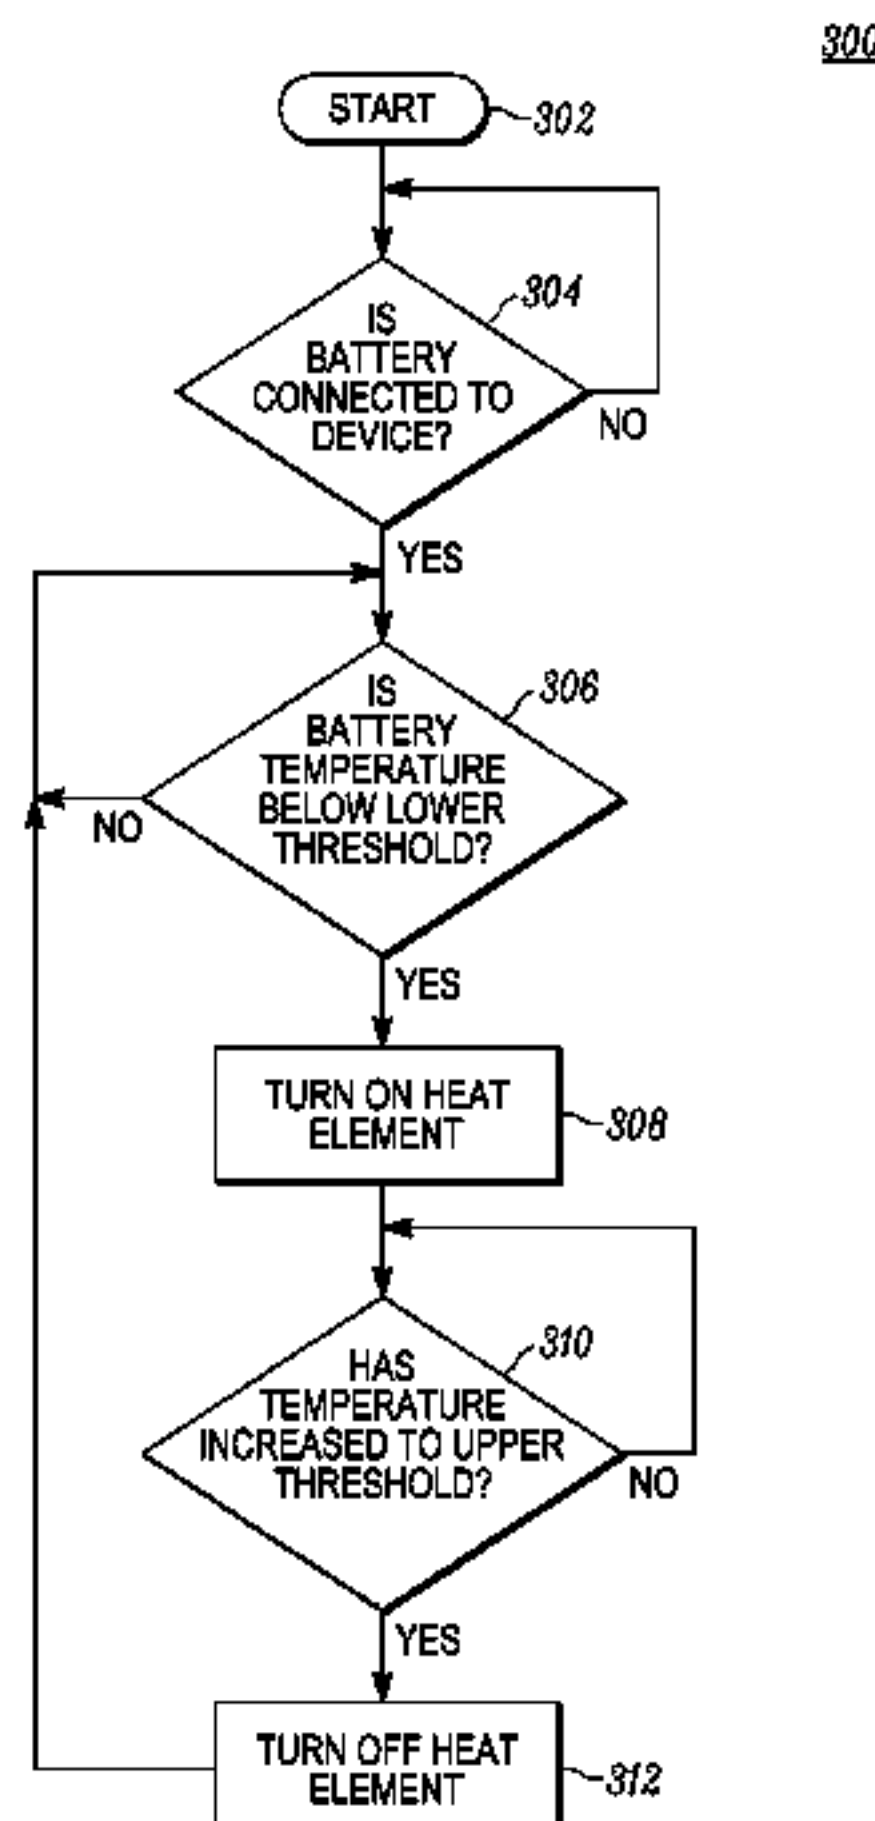 300
START
302
304
IS
BATTERY
CONNECTED TO
DEVICE?
NO
YES
306
IS
BATTERY
TEMPERATURE
BELOW LOWER
THRESHOLD?
NO
YES
TURN ON HEAT
ELEMENT
308
310
HAS
TEMPERATURE
INCREASED TO UPPER
THRESHOLD?
NO
YES
TURN OFF HEAT
ELEMENT
312